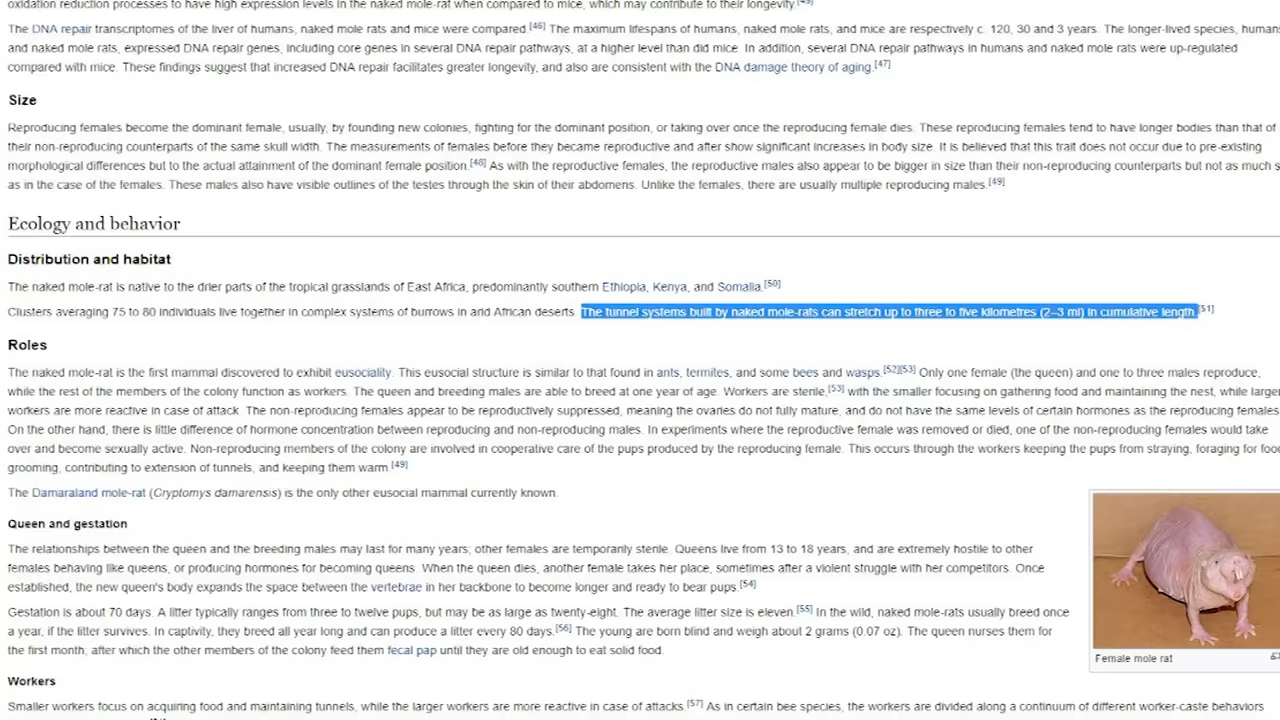 oxidation reduction processes to have high expression levels in the naked mole-rat when compared to mice, which may contribute to their longevity.[45]
The DNA repair transcriptomes of the liver of humans, naked mole rats and mice were compared.[46] The maximum lifespans of humans, naked mole rats, and mice are respectively c. 120, 30 and 3 years. The longer-lived species, humans
and naked mole rats, expressed DNA repair genes, including core genes in several DNA repair pathways, at a higher level than did mice. In addition, several DNA repair pathways in humans and naked mole rats were up-regulated
compared with mice. These findings suggest that increased DNA repair facilitates greater longevity, and also are consistent with the DNA damage theory of aging.[47]
Size
Reproducing females become the dominant female, usually, by founding new colonies, fighting for the dominant position, or taking over once the reproducing female dies. These reproducing females tend to have longer bodies than that of
their non-reproducing counterparts of the same skull width. The measurements of females before they became reproductive and after show significant increases in body size. It is believed that this trait does not occur due to pre-existing
morphological differences but to the actual attainment of the dominant female position.[48] As with the reproductive females, the reproductive males also appear to be bigger in size than their non-reproducing counterparts but not as much s
as in the case of the females. These males also have visible outlines of the testes through the skin of their abdomens. Unlike the females, there are usually multiple reproducing males.[49]
Ecology and behavior
Distribution and habitat
The naked mole-rat is native to the drier parts of the tropical grasslands of East Africa, predominantly southern Ethiopia, Kenya, and Somalia.[50]
Clusters averaging 75 to 80 individuals live together in complex systems of burrows in arid African deserts. The tunnel systems built by naked mole-rats can stretch up to three to five kilometres (2–3 mi) in cumulative length.[51]
Roles
The naked mole-rat is the first mammal discovered to exhibit eusociality. This eusocial structure is similar to that found in ants, termites, and some bees and wasps.[52][53] Only one female (the queen) and one to three males reproduce,
while the rest of the members of the colony function as workers. The queen and breeding males are able to breed at one year of age. Workers are sterile,[53] with the smaller focusing on gathering food and maintaining the nest, while larger
workers are more reactive in case of attack. The non-reproducing females appear to be reproductively suppressed, meaning the ovaries do not fully mature, and do not have the same levels of certain hormones as the reproducing females.
On the other hand, there is little difference of hormone concentration between reproducing and non-reproducing males. In experiments where the reproductive female was removed or died, one of the non-reproducing females would take
over and become sexually active. Non-reproducing members of the colony are involved in cooperative care of the pups produced by the reproducing female. This occurs through the workers keeping the pups from straying, foraging for food,
grooming, contributing to extension of tunnels, and keeping them warm.[49]
The Damaraland mole-rat (Cryptomys damarensis) is the only other eusocial mammal currently known.
Queen and gestation
The relationships between the queen and the breeding males may last for many years; other females are temporarily sterile. Queens live from 13 to 18 years, and are extremely hostile to other
females behaving like queens, or producing hormones for becoming queens. When the queen dies, another female takes her place, sometimes after a violent struggle with her competitors. Once
established, the new queen's body expands the space between the vertebrae in her backbone to become longer and ready to bear pups.[54]
Gestation is about 70 days. A litter typically ranges from three to twelve pups, but may be as large as twenty-eight. The average litter size is eleven.[55] In the wild, naked mole-rats usually breed once
a year, if the litter survives. In captivity, they breed all year long and can produce a litter every 80 days.[56] The young are born blind and weigh about 2 grams (0.07 oz). The queen nurses them for
the first month; after which the other members of the colony feed them fecal pap until they are old enough to eat solid food.
Female mole rat
Workers
Smaller workers focus on acquiring food and maintaining tunnels, while the larger workers are more reactive in case of attacks.[57] As in certain bee species, the workers are divided along a continuum of different worker-caste behaviors